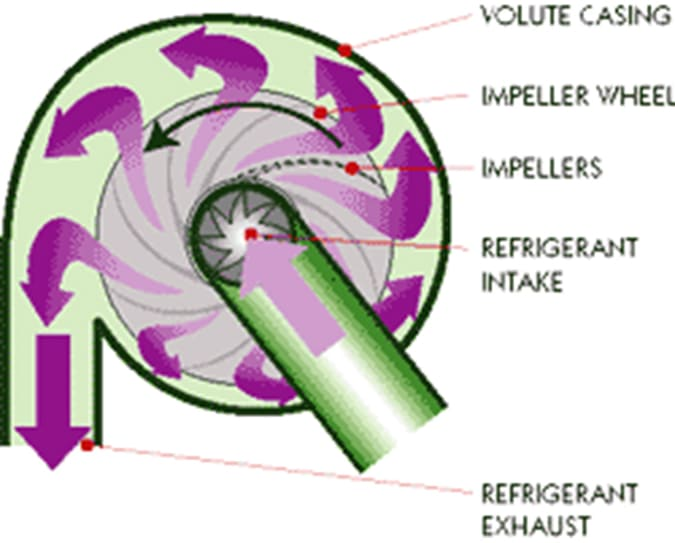 VOLUTE CASING
IMPELLER WHEEL
IMPELLERS
REFRIGERANT
INTAKE
REFRIGERANT
EXHAUST